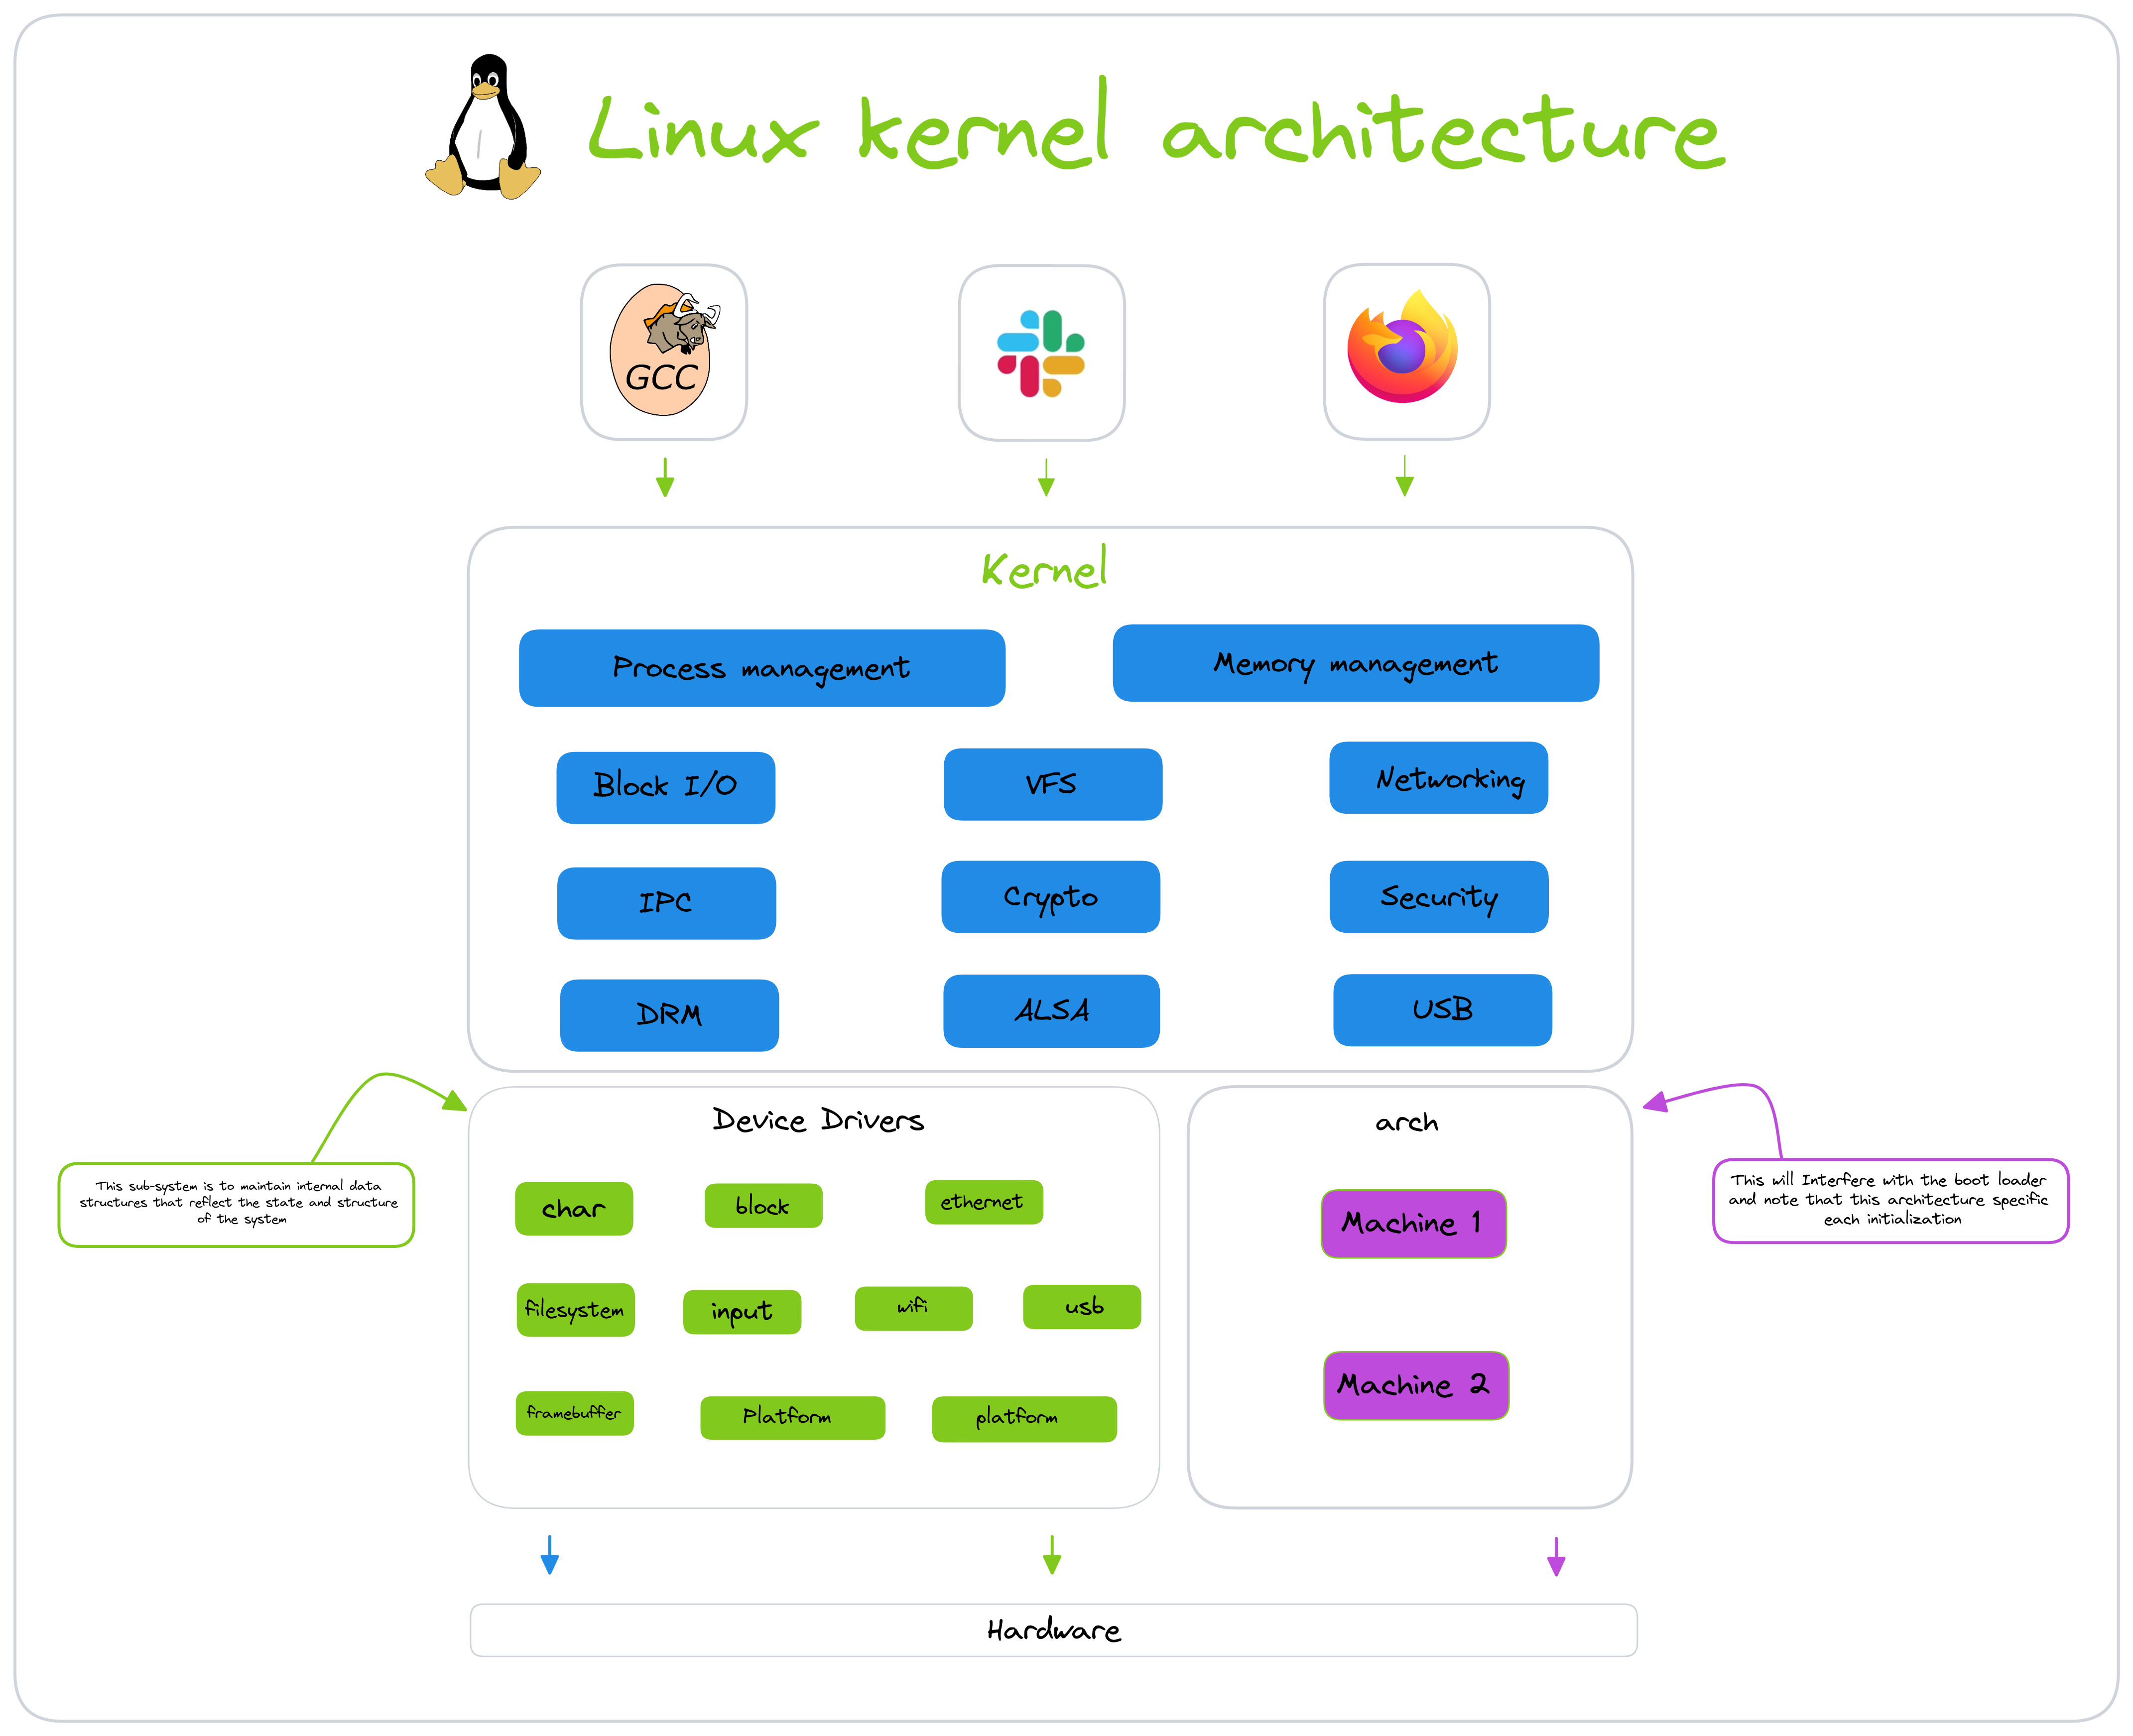 Linux kernel architecture
GCC
Kernel
Process management
Memory management
Block I/O
VFS
Networking
IPC
Crypto
Security
DRM
ALSA
USB
Device Drivers
arch
This sub-system is to maintain internal data
structures that reflect the state and structure
of the system
char
block
ethernet
filesystem
input
wifi
usb
framebuffer
Platform
platform
Machine 1
Machine 2
This will Interfere with the boot loader
and note that this architecture specific
each initialization
Hardware